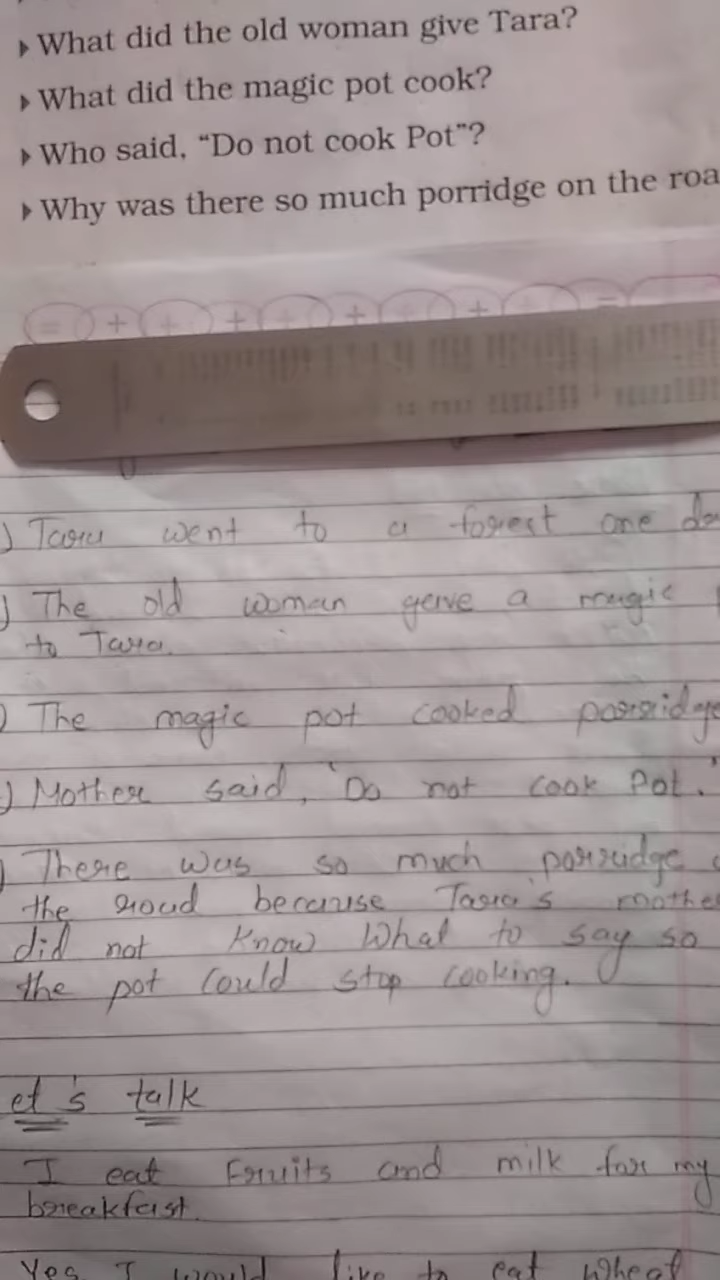 What did the old woman give Tara?
What did the magic pot cook?
Who said, “Do not cook Pot”?
Why was there so much porridge on the roa
Tara went to a forest one da
The old woman gave a magic
to Tara.
The magic pot cooked porridge
Mother said, "Do not cook Pot."
There was so much porridge
the road because Tara's mothe
did not know What to say so
the pot could stop cooking.
et's talk
I eat Fruits and milk for my
breakfast.
Yes I would like to eat wheat